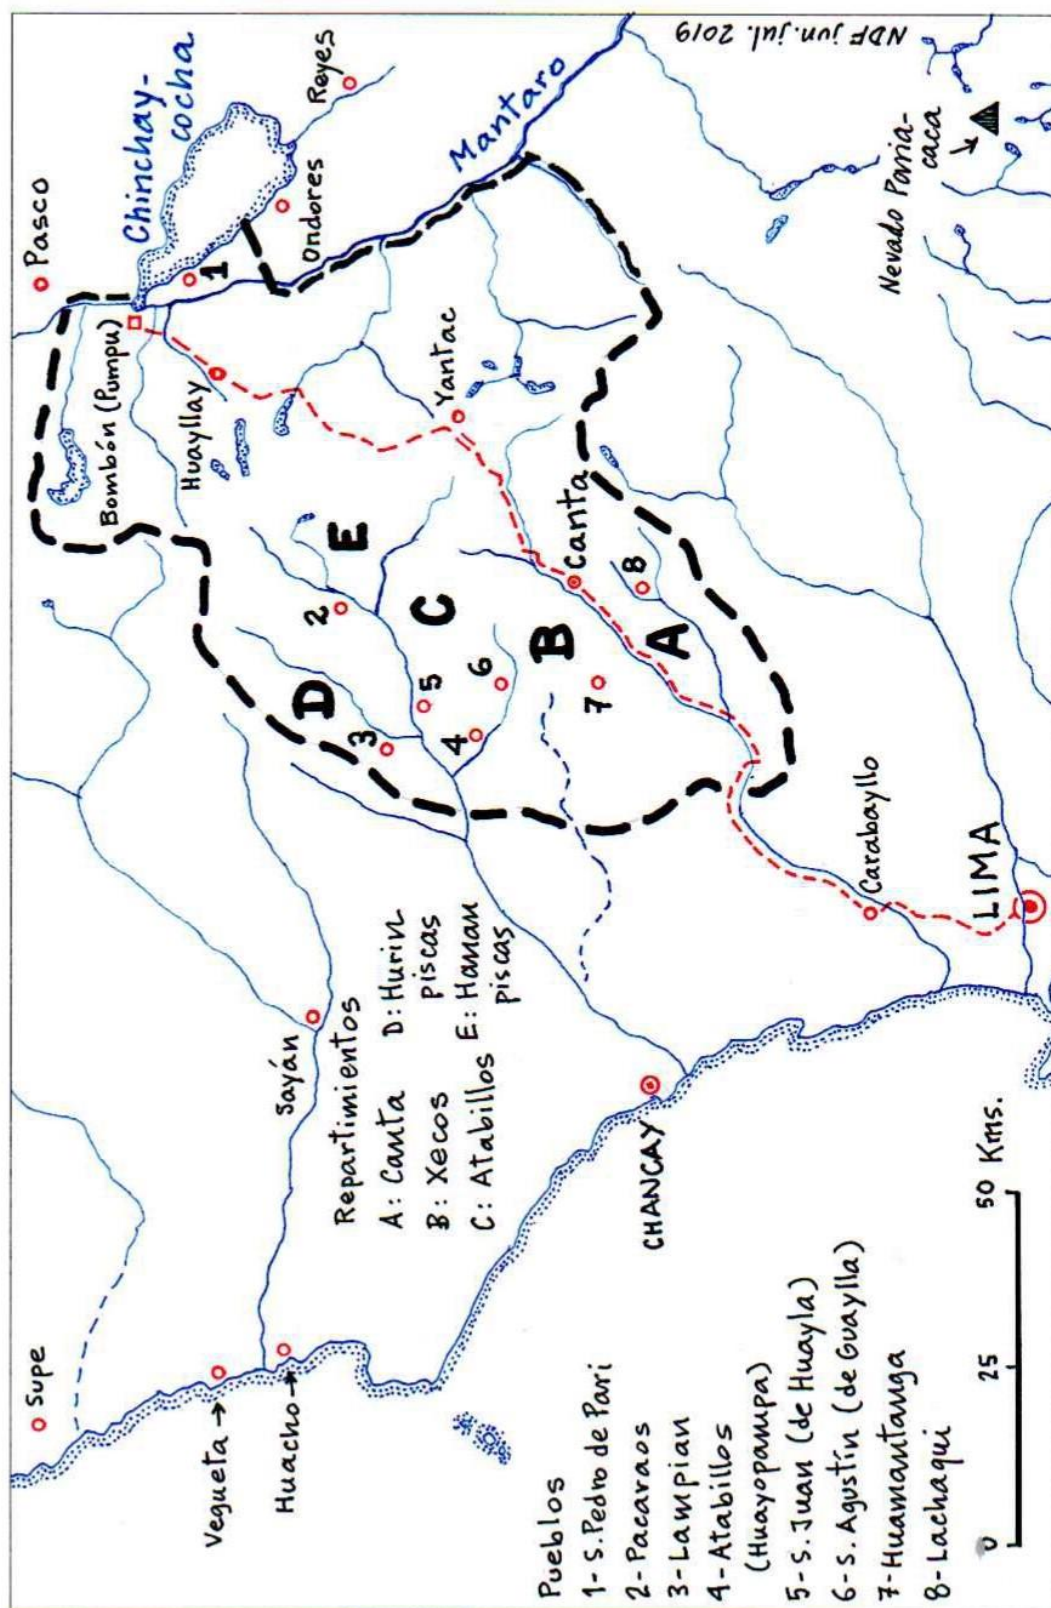 Supe
Vegueta →
Huacho →
Sayán
Pasco
Bombón (Pumpu)
Chinchay-
cocha
Huayllay
Ondores
Reyes
Mantaro
Yantac
Canta
Carabayllo
LIMA
CHANCAY
Nevado Paria-
caca
1
2
3
4
5
6
7
8
A
B
C
D
E
Repartimientos
A: Canta
B: Xecos
C: Atabillos
D: Hurin
piscas
E: Hanan
piscas
Pueblos
1- S. Pedro de Pari
2- Pacaraos
3- Lampian
4- Atabillos
(Huayopampa)
5- S. Juan (de Huayla)
6- S. Agustín (de Guaylla)
7- Huamantanga
8- Lachaqui
0 25 50 Kms.
NDF jun. jul. 2019